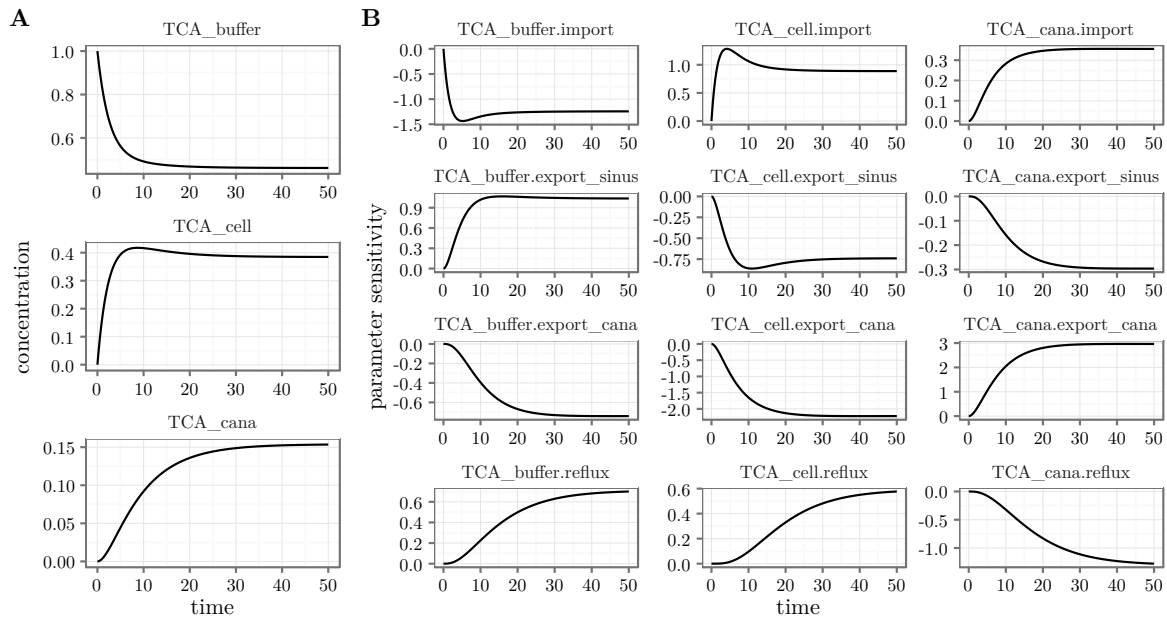 A
TCA_buffer
1.0
0.8
0.6
0 10 20 30 40 50
TCA_cell
0.4
0.3
0.2
0.1
0.0
0 10 20 30 40 50
TCA_cana
0.15
0.10
0.05
0.00
0 10 20 30 40 50
concentration
time
B
TCA_buffer.import
0.0
-0.5
-1.0
-1.5
0 10 20 30 40 50
TCA_cell.import
1.0
0.5
0.0
0 10 20 30 40 50
TCA_cana.import
0.3
0.2
0.1
0.0
0 10 20 30 40 50
TCA_buffer.export_sinus
0.9
0.6
0.3
0.0
0 10 20 30 40 50
TCA_cell.export_sinus
0.00
-0.25
-0.50
-0.75
0 10 20 30 40 50
TCA_cana.export_sinus
0.0
-0.1
-0.2
-0.3
0 10 20 30 40 50
TCA_buffer.export_cana
0.0
-0.2
-0.4
-0.6
0 10 20 30 40 50
TCA_cell.export_cana
0.0
-0.5
-1.0
-1.5
-2.0
0 10 20 30 40 50
TCA_cana.export_cana
3
2
1
0
0 10 20 30 40 50
TCA_buffer.reflux
0.6
0.4
0.2
0.0
0 10 20 30 40 50
TCA_cell.reflux
0.6
0.4
0.2
0.0
0 10 20 30 40 50
TCA_cana.reflux
0.0
-0.5
-1.0
0 10 20 30 40 50
parameter sensitivity
time